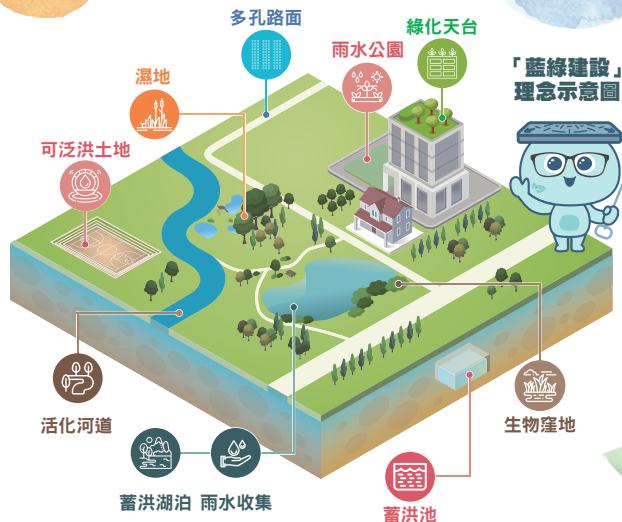 多孔路面
綠化天台
雨水公園
濕地
「藍綠建設」
理念示意圖
可泛洪土地
活化河道
生物窪地
蓄洪湖泊 雨水收集
蓄洪池